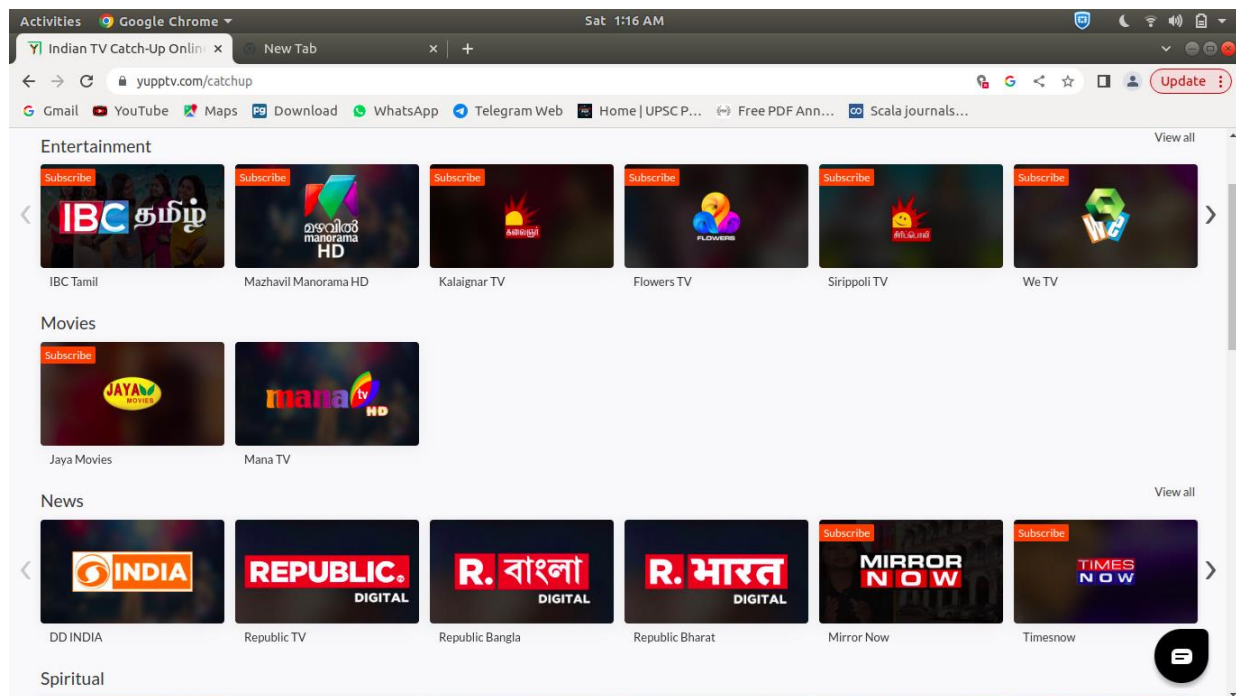 Activities Google Chrome Sat 1:16 AM
Indian TV Catch-Up Onlin New Tab
yupptv.com/catchup Update
Gmail YouTube Maps Download WhatsApp Telegram Web Home | UPSC P... Free PDF Ann... Scala journals...
Entertainment View all
Subscribe Subscribe Subscribe Subscribe Subscribe Subscribe
IBC தமிழ் മഴവിൽ manorama HD கலைஞர் FLOWERS சிரிப்பொலி We
IBC Tamil Mazhavil Manorama HD Kalaignar TV Flowers TV Sirippoli TV We TV
Movies
Subscribe
JAYA MOVIES mana tv HD
Jaya Movies Mana TV
News View all
Subscribe Subscribe
INDIA REPUBLIC. DIGITAL R. বাংলা DIGITAL R. भारत DIGITAL MIRROR NOW TIMES NOW
DD INDIA Republic TV Republic Bangla Republic Bharat Mirror Now Timesnow
Spiritual